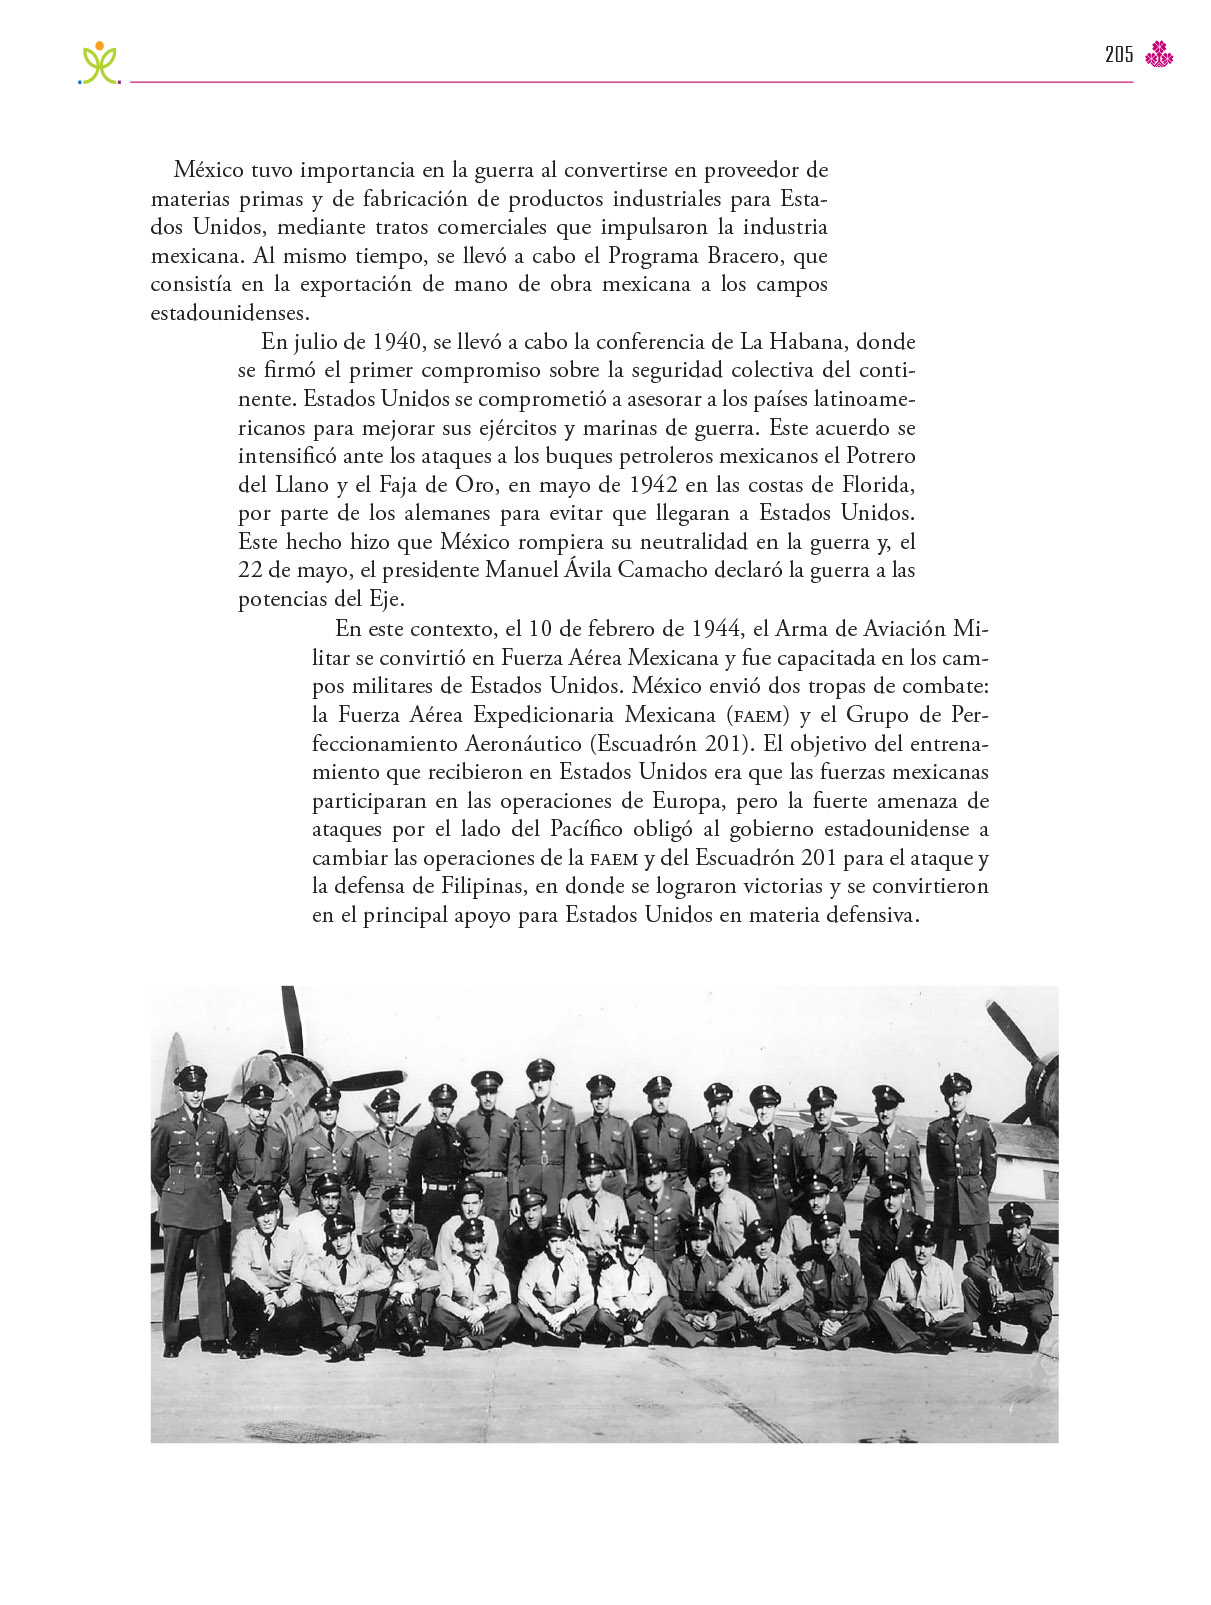 205
México tuvo importancia en la guerra al convertirse en proveedor de
materias primas y de fabricación de productos industriales para Esta-
dos Unidos, mediante tratos comerciales que impulsaron la industria
mexicana. Al mismo tiempo, se llevó a cabo el Programa Bracero, que
consistía en la exportación de mano de obra mexicana a los campos
estadounidenses.
En julio de 1940, se llevó a cabo la conferencia de La Habana, donde
se firmó el primer compromiso sobre la seguridad colectiva del conti-
nente. Estados Unidos se comprometió a asesorar a los países latinoame-
ricanos para mejorar sus ejércitos y marinas de guerra. Este acuerdo se
intensificó ante los ataques a los buques petroleros mexicanos el Potrero
del Llano y el Faja de Oro, en mayo de 1942 en las costas de Florida,
por parte de los alemanes para evitar que llegaran a Estados Unidos.
Este hecho hizo que México rompiera su neutralidad en la guerra y, el
22 de mayo, el presidente Manuel Ávila Camacho declaró la guerra a las
potencias del Eje.
En este contexto, el 10 de febrero de 1944, el Arma de Aviación Mi-
litar se convirtió en Fuerza Aérea Mexicana y fue capacitada en los cam-
pos militares de Estados Unidos. México envió dos tropas de combate:
la Fuerza Aérea Expedicionaria Mexicana (FAEM) y el Grupo de Per-
feccionamiento Aeronáutico (Escuadrón 201). El objetivo del entrena-
miento que recibieron en Estados Unidos era que las fuerzas mexicanas
participaran en las operaciones de Europa, pero la fuerte amenaza de
ataques por el lado del Pacífico obligó al gobierno estadounidense a
cambiar las operaciones de la FAEM y del Escuadrón 201 para el ataque y
la defensa de Filipinas, en donde se lograron victorias y se convirtieron
en el principal apoyo para Estados Unidos en materia defensiva.